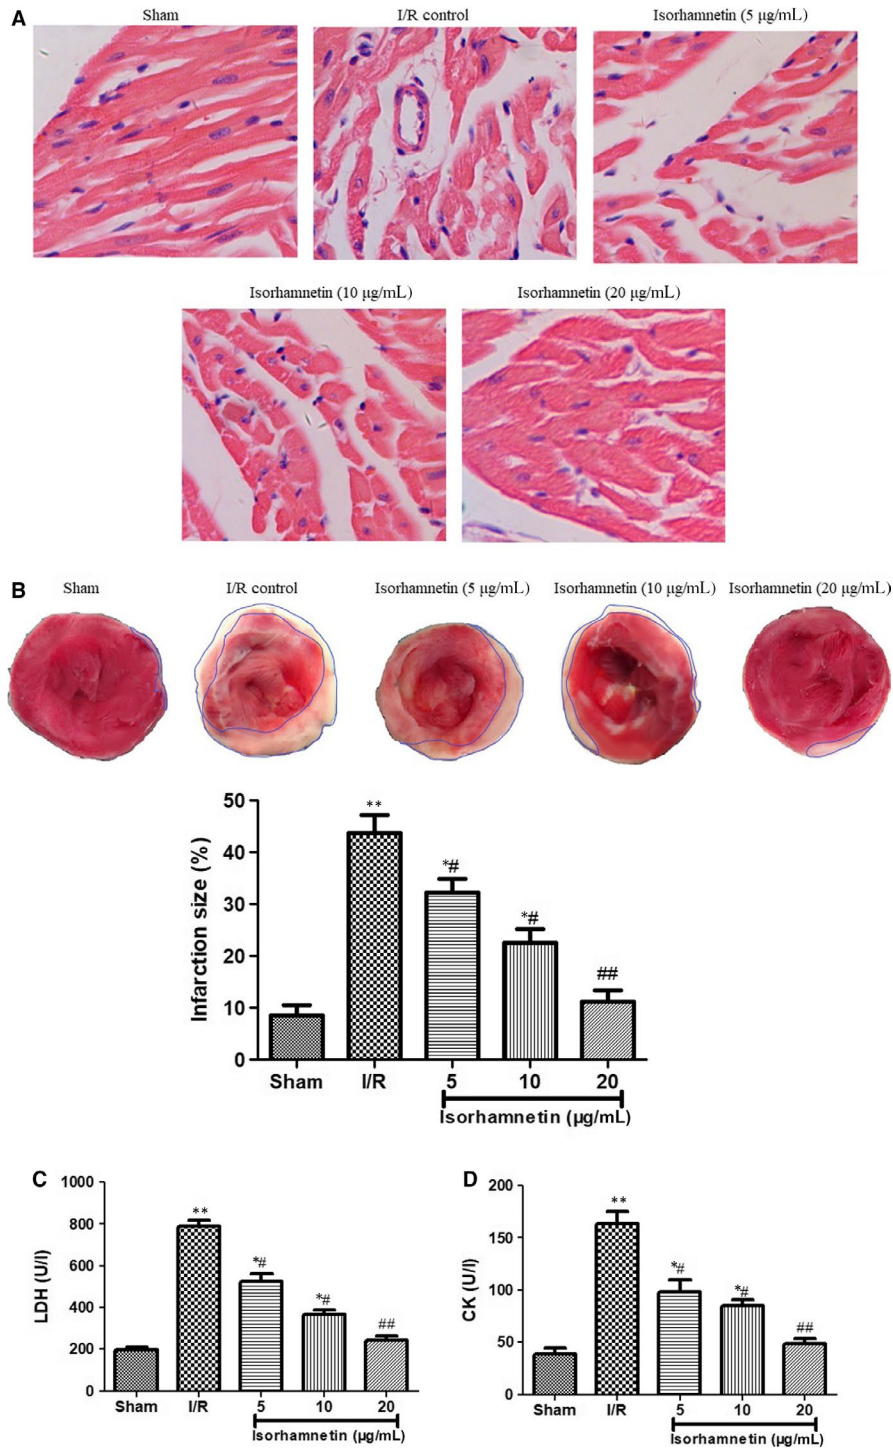 A
Sham
I/R control
Isorhamnetin (5 μg/mL)
Isorhamnetin (10 μg/mL)
Isorhamnetin (20 μg/mL)
B
Sham
I/R control
Isorhamnetin (5 μg/mL)
Isorhamnetin (10 μg/mL)
Isorhamnetin (20 μg/mL)
Infarction size (%)
50
40
30
20
10
0
**
*#
*#
##
Sham
I/R
5
10
20
Isorhamnetin (μg/mL)
C
LDH (U/l)
1000
800
600
400
200
0
**
*#
*#
##
Sham
I/R
5
10
20
Isorhamnetin (μg/mL)
D
CK (U/l)
200
150
100
50
0
**
*#
*#
##
Sham
I/R
5
10
20
Isorhamnetin (μg/mL)